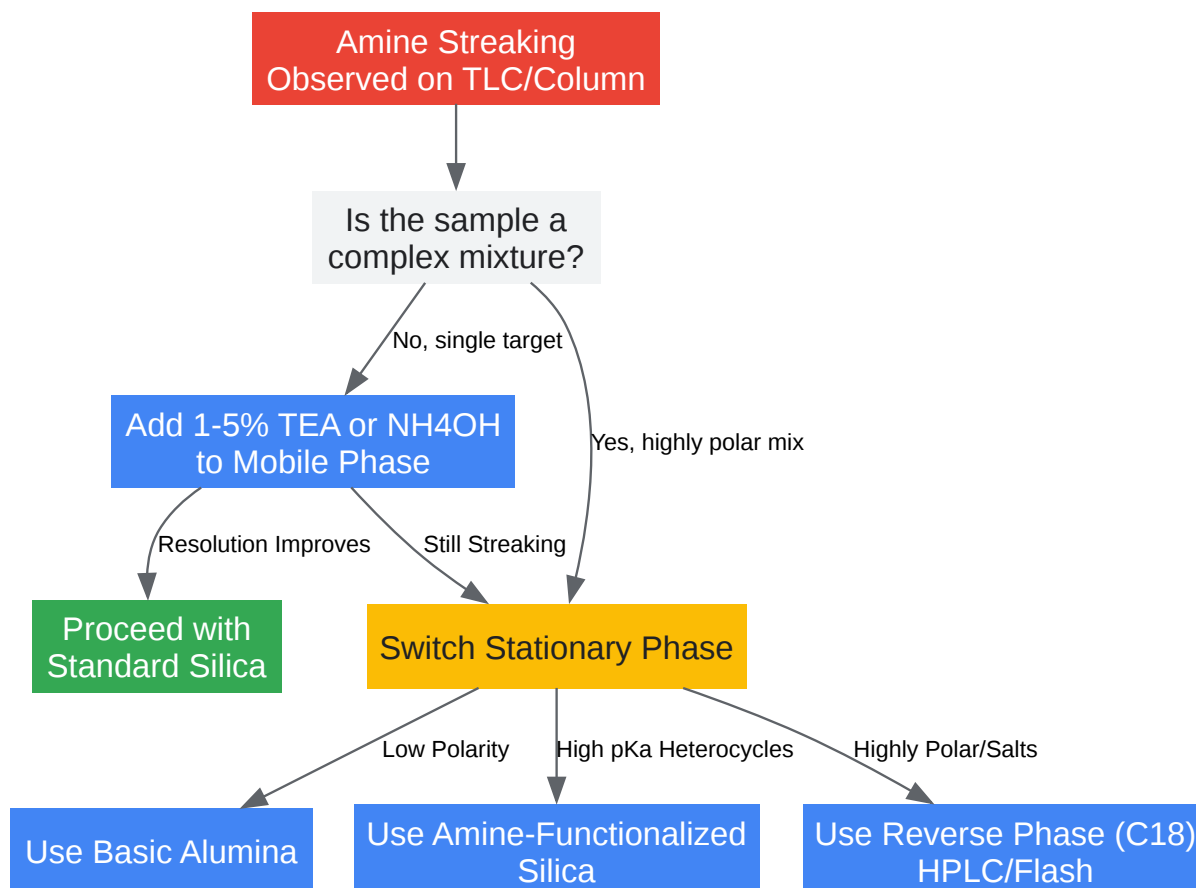 Amine Streaking
Observed on TLC/Column
Is the sample a
complex mixture?
No, single target
Add 1-5% TEA or NH4OH
to Mobile Phase
Yes, highly polar mix
Resolution Improves
Still Streaking
Proceed with
Standard Silica
Switch Stationary Phase
Low Polarity
High pKa Heterocycles
Highly Polar/Salts
Use Basic Alumina
Use Amine-Functionalized
Silica
Use Reverse Phase (C18)
HPLC/Flash